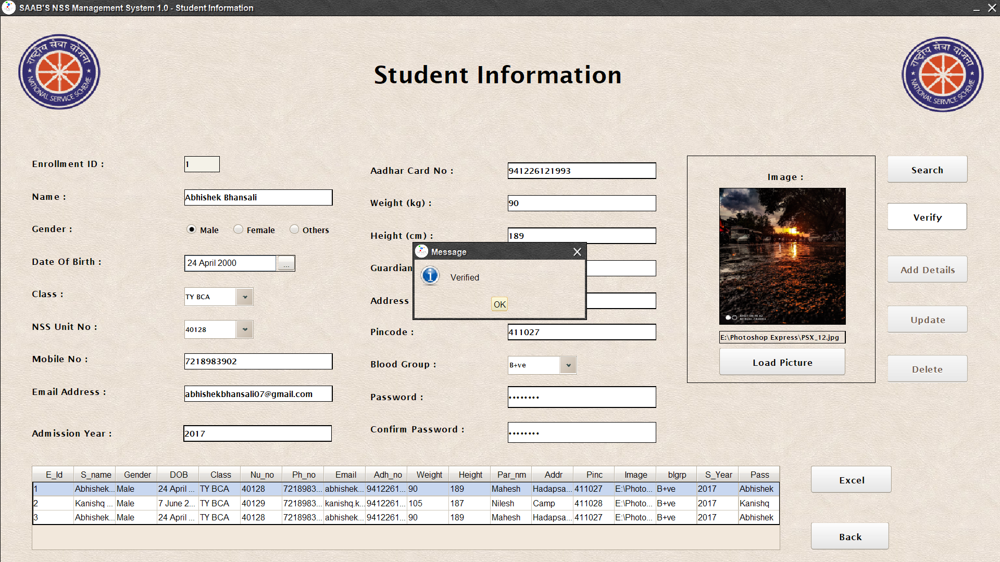 SAAB'S NSS Management System 1.0 - Student Information
राष्ट्रीय सेवा योजना
NATIONAL SERVICE SCHEME
Student Information
राष्ट्रीय सेवा योजना
NATIONAL SERVICE SCHEME
Enrollment ID :
1
Name :
Abhishek Bhansali
Gender :
Male
Female
Others
Date Of Birth :
24 April 2000
...
Class :
TY BCA
NSS Unit No :
40128
Mobile No :
7218983902
Email Address :
abhishekbhansali07@gmail.com
Admission Year :
2017
Aadhar Card No :
941226121993
Weight (kg) :
90
Height (cm) :
189
Guardian
Address
Pincode :
411027
Blood Group :
B+ve
Password :
••••••••
Confirm Password :
••••••••
Message
Verified
OK
Image :
SHOT ON MI A2
MI DUAL CAMERA
E:\Photoshop Express\PSX_12.jpg
Load Picture
Search
Verify
Add Details
Update
Delete
E_Id S_name Gender DOB Class Nu_no Ph_no Email Adh_no Weight Height Par_nm Addr Pinc Image blgrp S_Year Pass
1 Abhishek... Male 24 April ... TY BCA 40128 7218983... abhishek... 9412261... 90 189 Mahesh Hadapsa... 411027 E:\Photo... B+ve 2017 Abhishek
2 Kanishq ... Male 7 June 2... TY BCA 40129 7218983... kanishq.k... 9412261... 105 187 Nilesh Camp 411028 E:\Photo... B+ve 2017 Kanishq
3 Abhishek... Male 24 April ... TY BCA 40128 7218983... abhishek... 9412261... 90 189 Mahesh Hadapsa... 411027 E:\Photo... B+ve 2017 Abhishek
Excel
Back